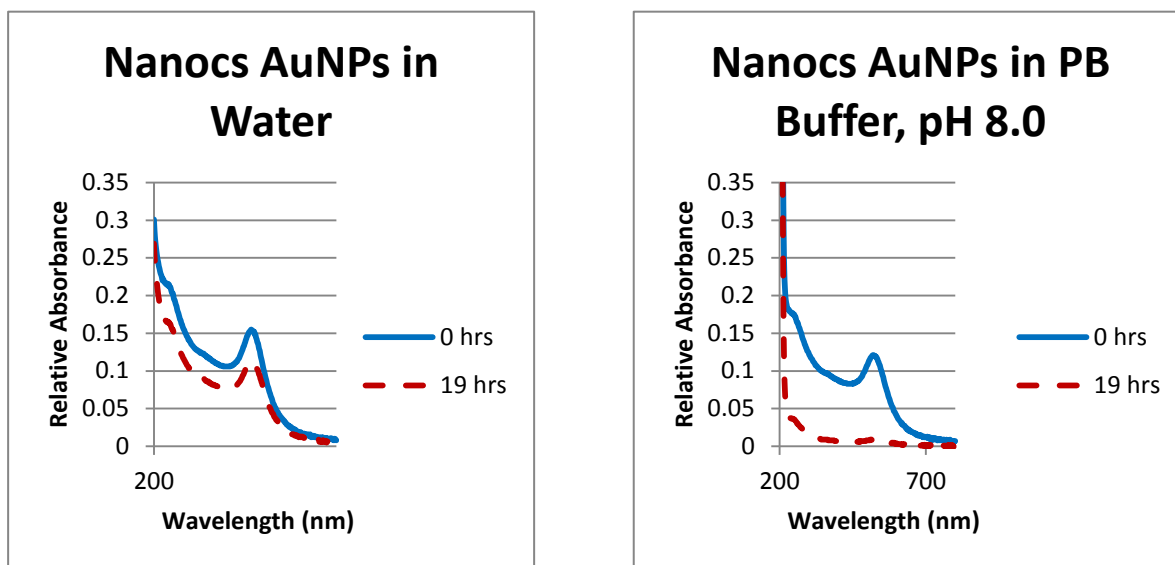 Nanocs AuNPs in
Water
0.35
0.3
0.25
0.2
0.15
0.1
0.05
0
Relative Absorbance
200
Wavelength (nm)
0 hrs
19 hrs
Nanocs AuNPs in PB
Buffer, pH 8.0
0.35
0.3
0.25
0.2
0.15
0.1
0.05
0
Relative Absorbance
200 700
Wavelength (nm)
0 hrs
19 hrs